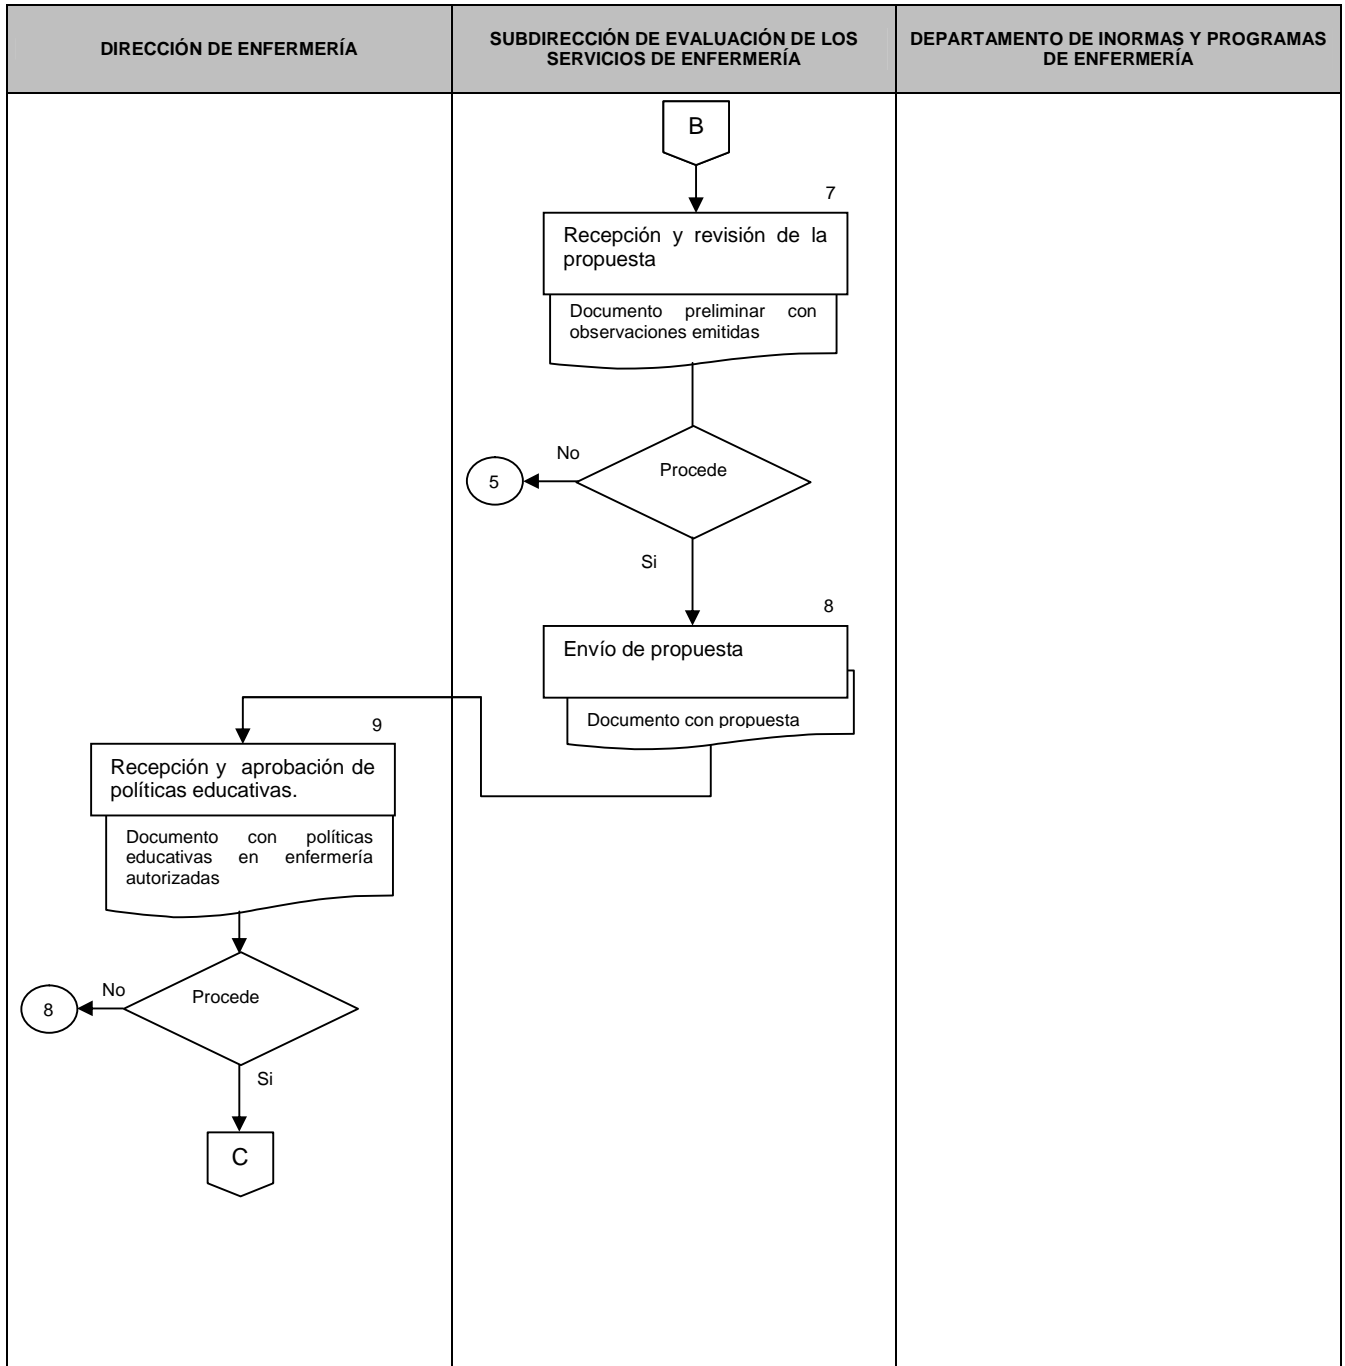 DIRECCIÓN DE ENFERMERÍA
SUBDIRECCIÓN DE EVALUACIÓN DE LOS
SERVICIOS DE ENFERMERÍA
DEPARTAMENTO DE INORMAS Y PROGRAMAS
DE ENFERMERÍA
B
7
Recepción y revisión de la
propuesta
Documento preliminar con
observaciones emitidas
No
Procede
5
Si
8
Envío de propuesta
Documento con propuesta
9
Recepción y aprobación de
políticas educativas.
Documento con políticas
educativas en enfermería
autorizadas
No
Procede
8
Si
C